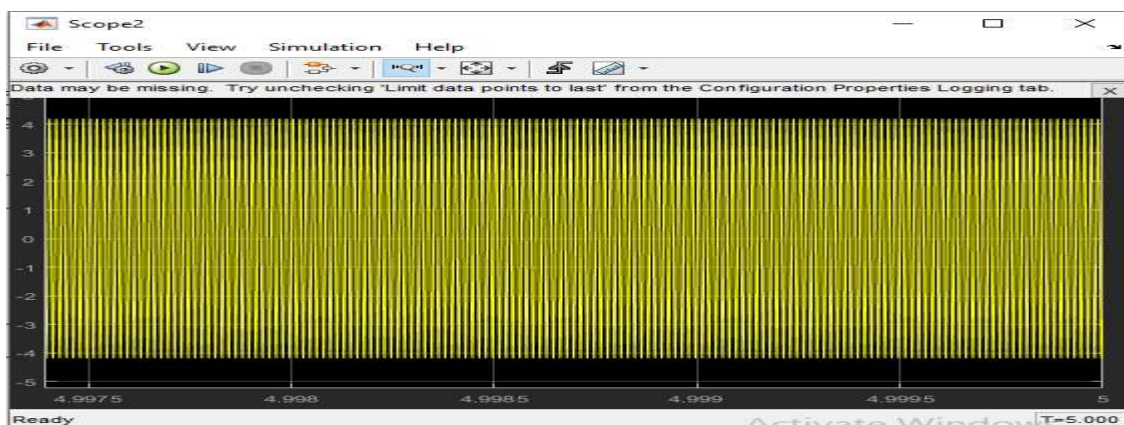 Scope2
File Tools View Simulation Help
Data may be missing. Try unchecking 'Limit data points to last' from the Configuration Properties Logging tab.
4
3
2
1
0
-1
-2
-3
-4
-5
4.9975 4.998 4.9985 4.999 4.9995 5
Ready T=5.000